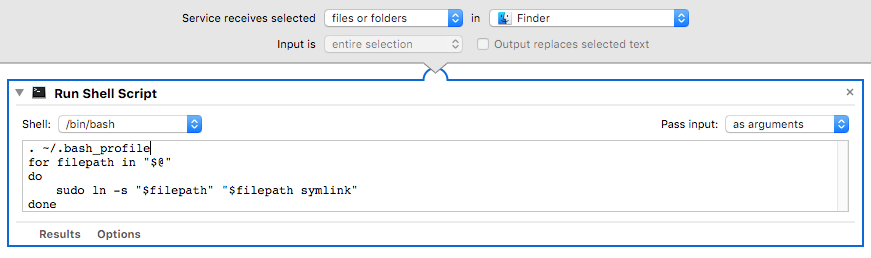 Service receives selected files or folders in Finder
Input is entire selection Output replaces selected text
Run Shell Script
Shell: /bin/bash Pass input: as arguments
. ~/.bash_profile
for filepath in "$@"
do
    sudo ln -s "$filepath" "$filepath symlink"
done
Results Options